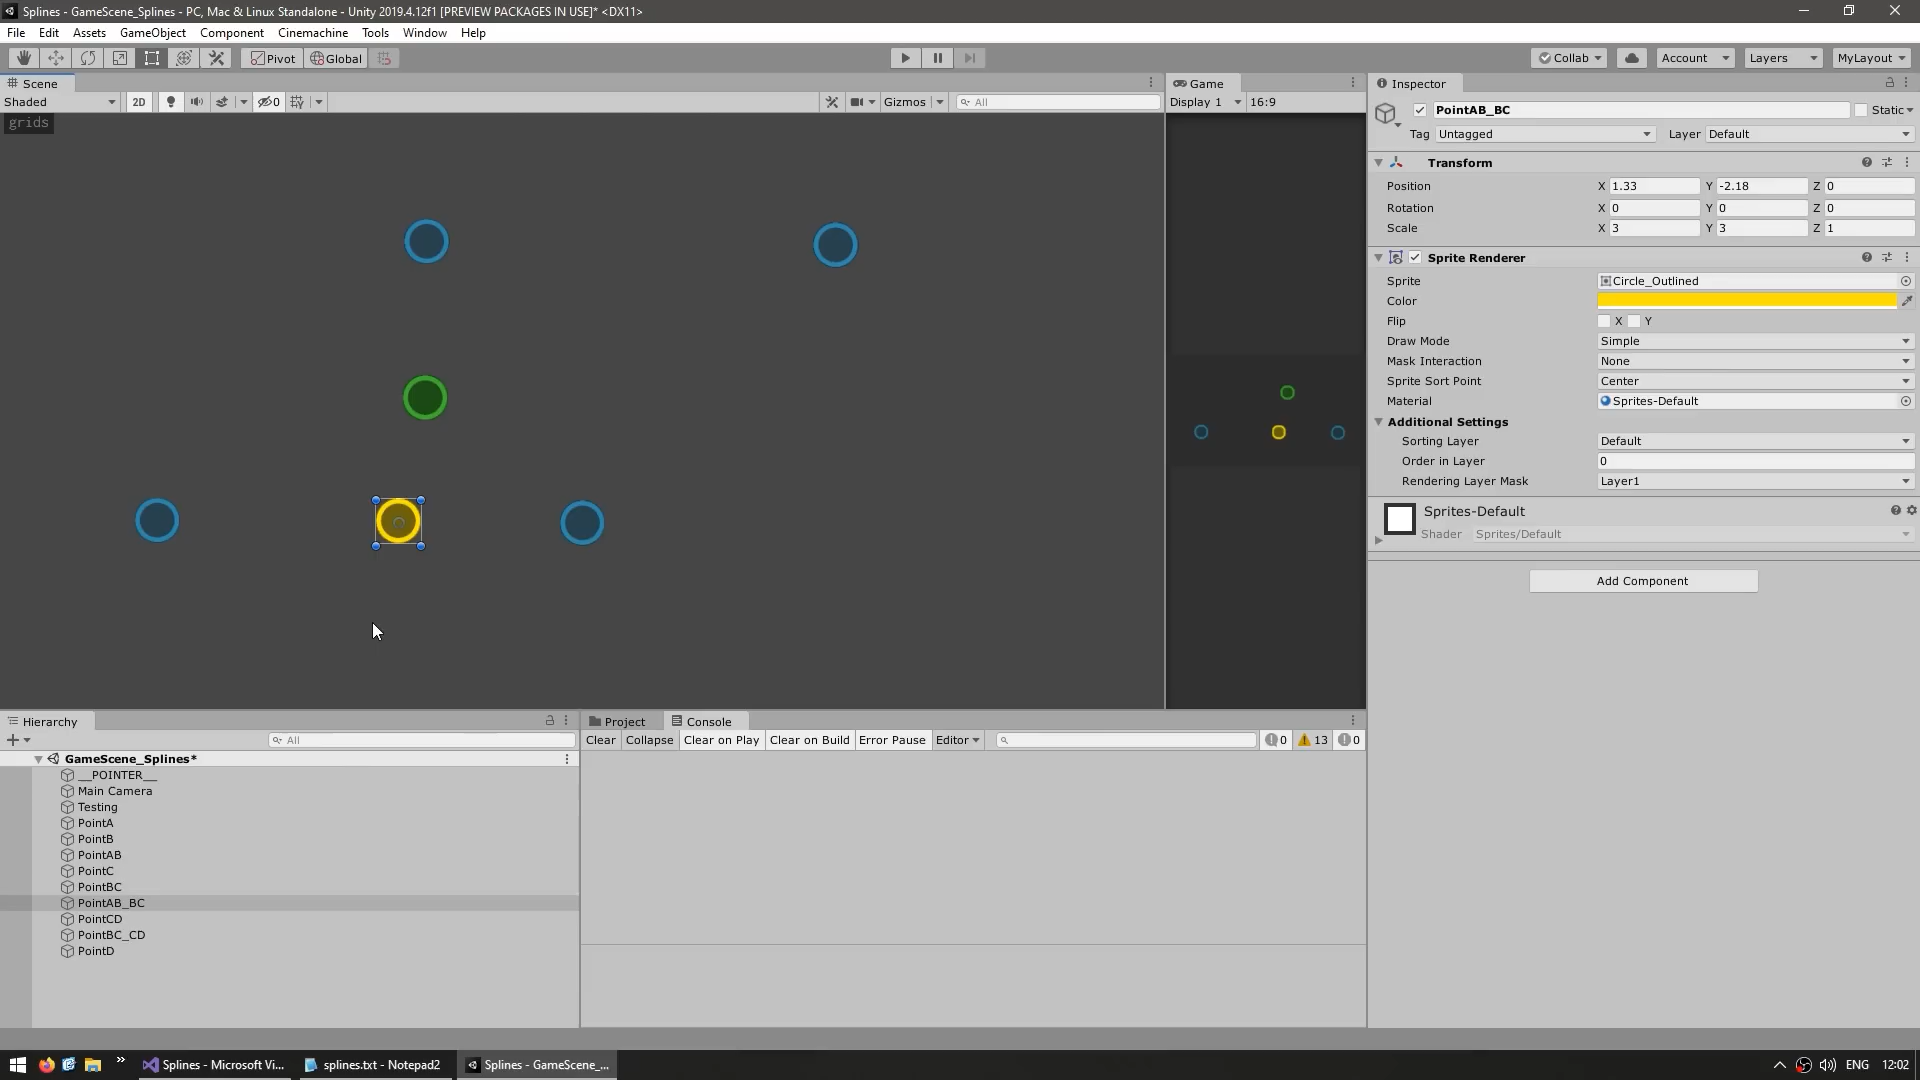 Splines - GameScene_Splines - PC, Mac & Linux Standalone - Unity 2019.4.12f1 [PREVIEW PACKAGES IN USE]* <DX11>
File Edit Assets GameObject Component Cinemachine Tools Window Help
Pivot Global Collab Account Layers MyLayout
Scene
Shaded 2D 0 Gizmos All
grids
Game
Display 1 16:9
Inspector
PointAB_BC Static
Tag Untagged Layer Default
Transform
Position X 1.33 Y -2.18 Z 0
Rotation X 0 Y 0 Z 0
Scale X 3 Y 3 Z 1
Sprite Renderer
Sprite Circle_Outlined
Color
Flip X Y
Draw Mode Simple
Mask Interaction None
Sprite Sort Point Center
Material Sprites-Default
Additional Settings
Sorting Layer Default
Order in Layer 0
Rendering Layer Mask Layer1
Sprites-Default
Shader Sprites/Default
Add Component
Hierarchy
All
GameScene_Splines*
__POINTER__
Main Camera
Testing
PointA
PointB
PointAB
PointC
PointBC
PointAB_BC
PointCD
PointBC_CD
PointD
Project Console
Clear Collapse Clear on Play Clear on Build Error Pause Editor 0 13 0
Splines - Microsoft Vi... splines.txt - Notepad2 Splines - GameScene_... ENG 12:02